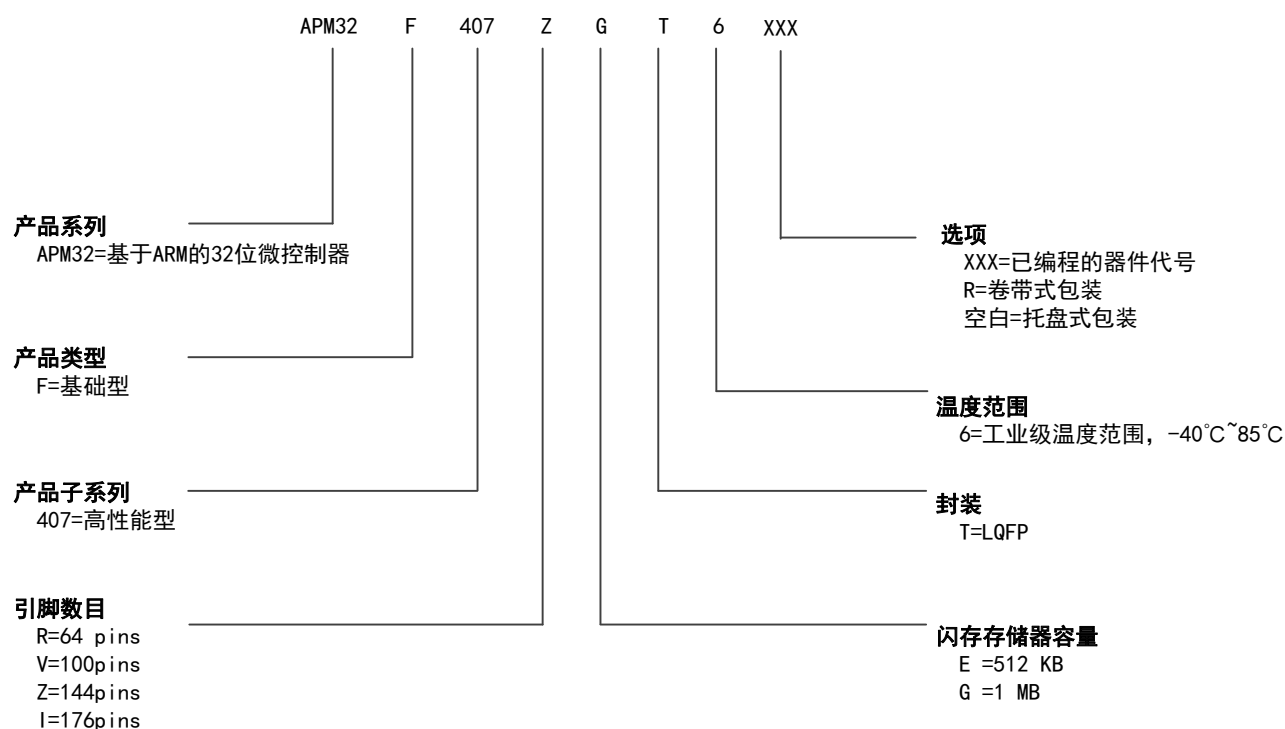 APM32 F 407 Z G T 6 XXX
产品系列
APM32=基于ARM的32位微控制器
产品类型
F=基础型
产品子系列
407=高性能型
引脚数目
R=64 pins
V=100pins
Z=144pins
I=176pins
选项
XXX=已编程的器件代号
R=卷带式包装
空白=托盘式包装
温度范围
6=工业级温度范围，-40℃~85℃
封装
T=LQFP
闪存存储器容量
E =512 KB
G =1 MB